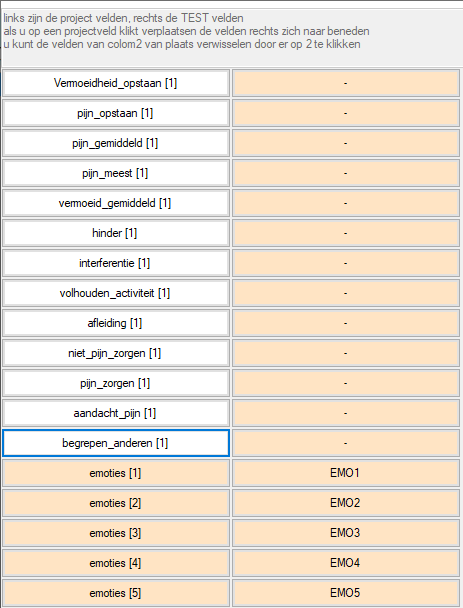 links zijn de project velden, rechts de TEST velden
als u op een projectveld klikt verplaatsen de velden rechts zich naar beneden
u kunt de velden van colom2 van plaats verwisselen door er op 2 te klikken
Vermoeidheid_opstaan [1] -
pijn_opstaan [1] -
pijn_gemiddeld [1] -
pijn_meest [1] -
vermoeid_gemiddeld [1] -
hinder [1] -
interferentie [1] -
volhouden_activiteit [1] -
afleiding [1] -
niet_pijn_zorgen [1] -
pijn_zorgen [1] -
aandacht_pijn [1] -
begrepen_anderen [1] -
emoties [1] EMO1
emoties [2] EMO2
emoties [3] EMO3
emoties [4] EMO4
emoties [5] EMO5